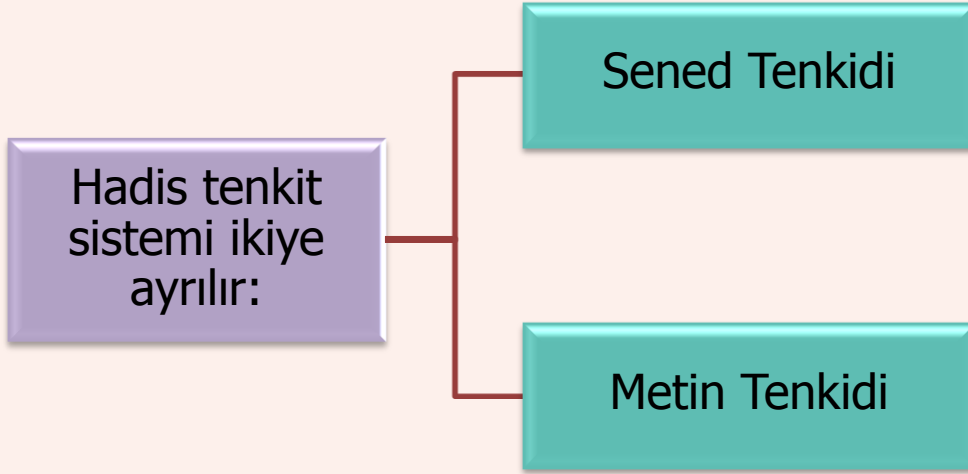 Hadis tenkit
sistemi ikiye
ayrılır:
Sened Tenkidi
Metin Tenkidi